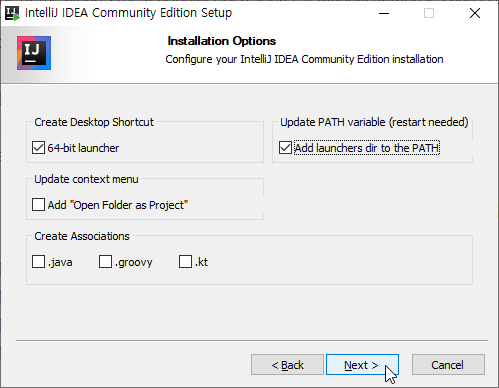 IntelliJ IDEA Community Edition Setup
IJ
Installation Options
Configure your IntelliJ IDEA Community Edition installation
Create Desktop Shortcut
64-bit launcher
Update PATH variable (restart needed)
Add launchers dir to the PATH
Update context menu
Add "Open Folder as Project"
Create Associations
.java .groovy .kt
< Back Next > Cancel